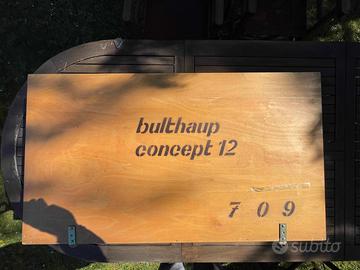 bulthaup
concept 12
7 0 9
subito